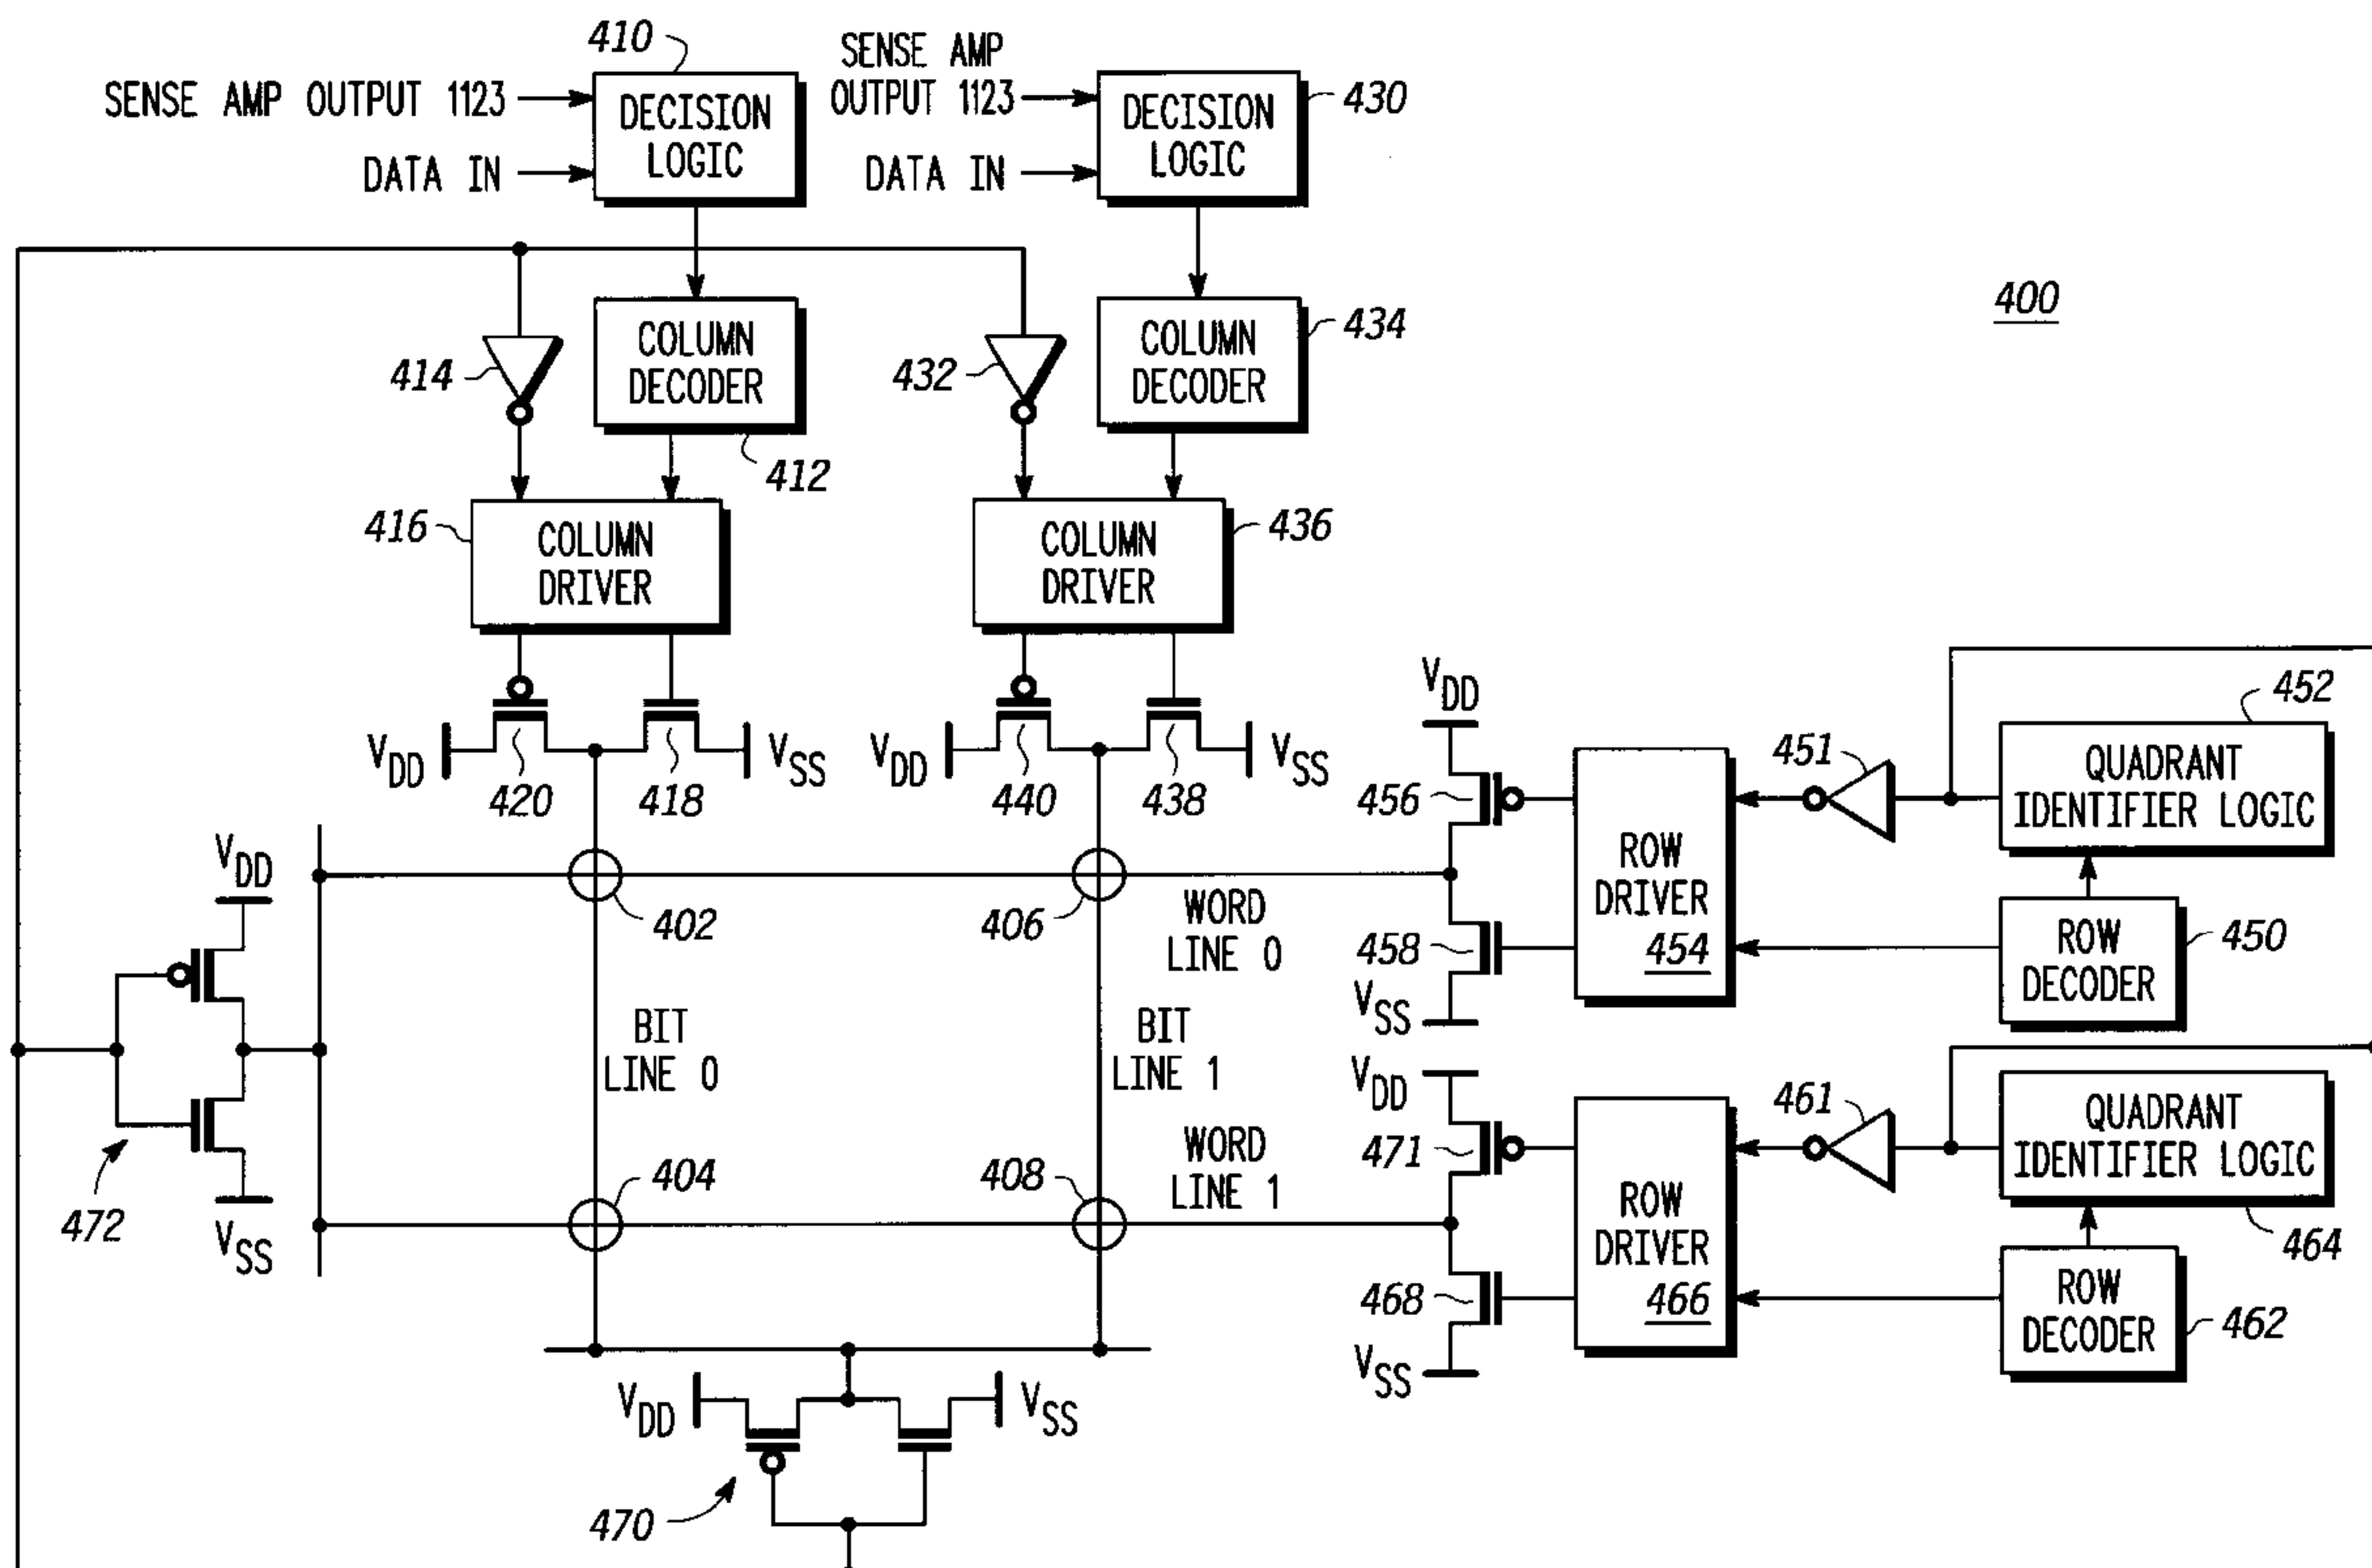 410
SENSE AMP OUTPUT 1123
DATA IN
DECISION
LOGIC
SENSE AMP
OUTPUT 1123
DATA IN
DECISION
LOGIC
430
400
414
COLUMN
DECODER
412
432
COLUMN
DECODER
434
416
COLUMN
DRIVER
COLUMN
DRIVER
436
VDD
420
418
VSS
VDD
440
438
VSS
VDD
456
458
VSS
ROW
DRIVER
454
451
452
QUADRANT
IDENTIFIER LOGIC
ROW
DECODER
450
VDD
472
VSS
402
406
WORD
LINE 0
BIT
LINE 0
BIT
LINE 1
404
408
WORD
LINE 1
VDD
471
468
VSS
ROW
DRIVER
466
461
QUADRANT
IDENTIFIER LOGIC
464
ROW
DECODER
462
VDD
VSS
470